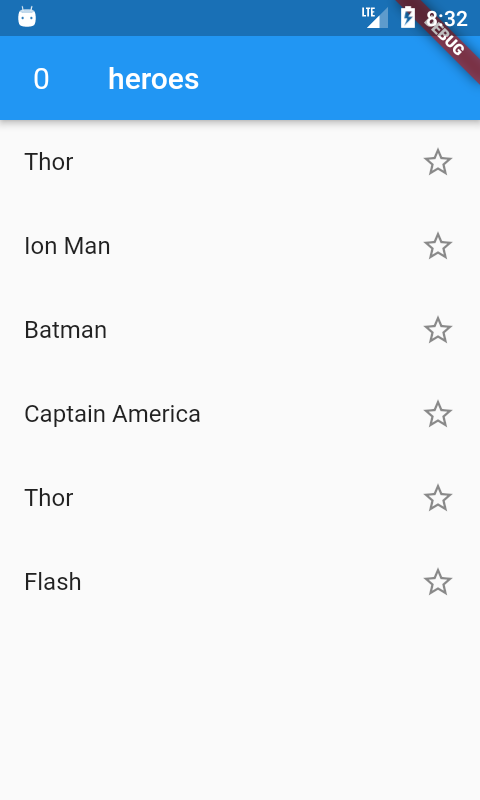 LTE 8:32
DEBUG
0 heroes
Thor
Ion Man
Batman
Captain America
Thor
Flash